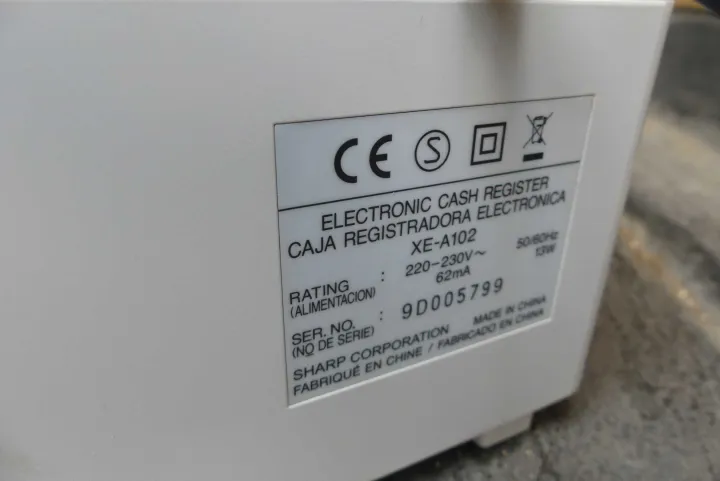 CE S
ELECTRONIC CASH REGISTER
CAJA REGISTRADORA ELECTRONICA
XE-A102
RATING : 220-230V~ 50/60Hz
(ALIMENTACION) 62mA 13W
SER. NO. : 9D005799
(NO DE SERIE)
SHARP CORPORATION MADE IN CHINA
FABRIQUÉ EN CHINE / FABRICADO EN CHINA